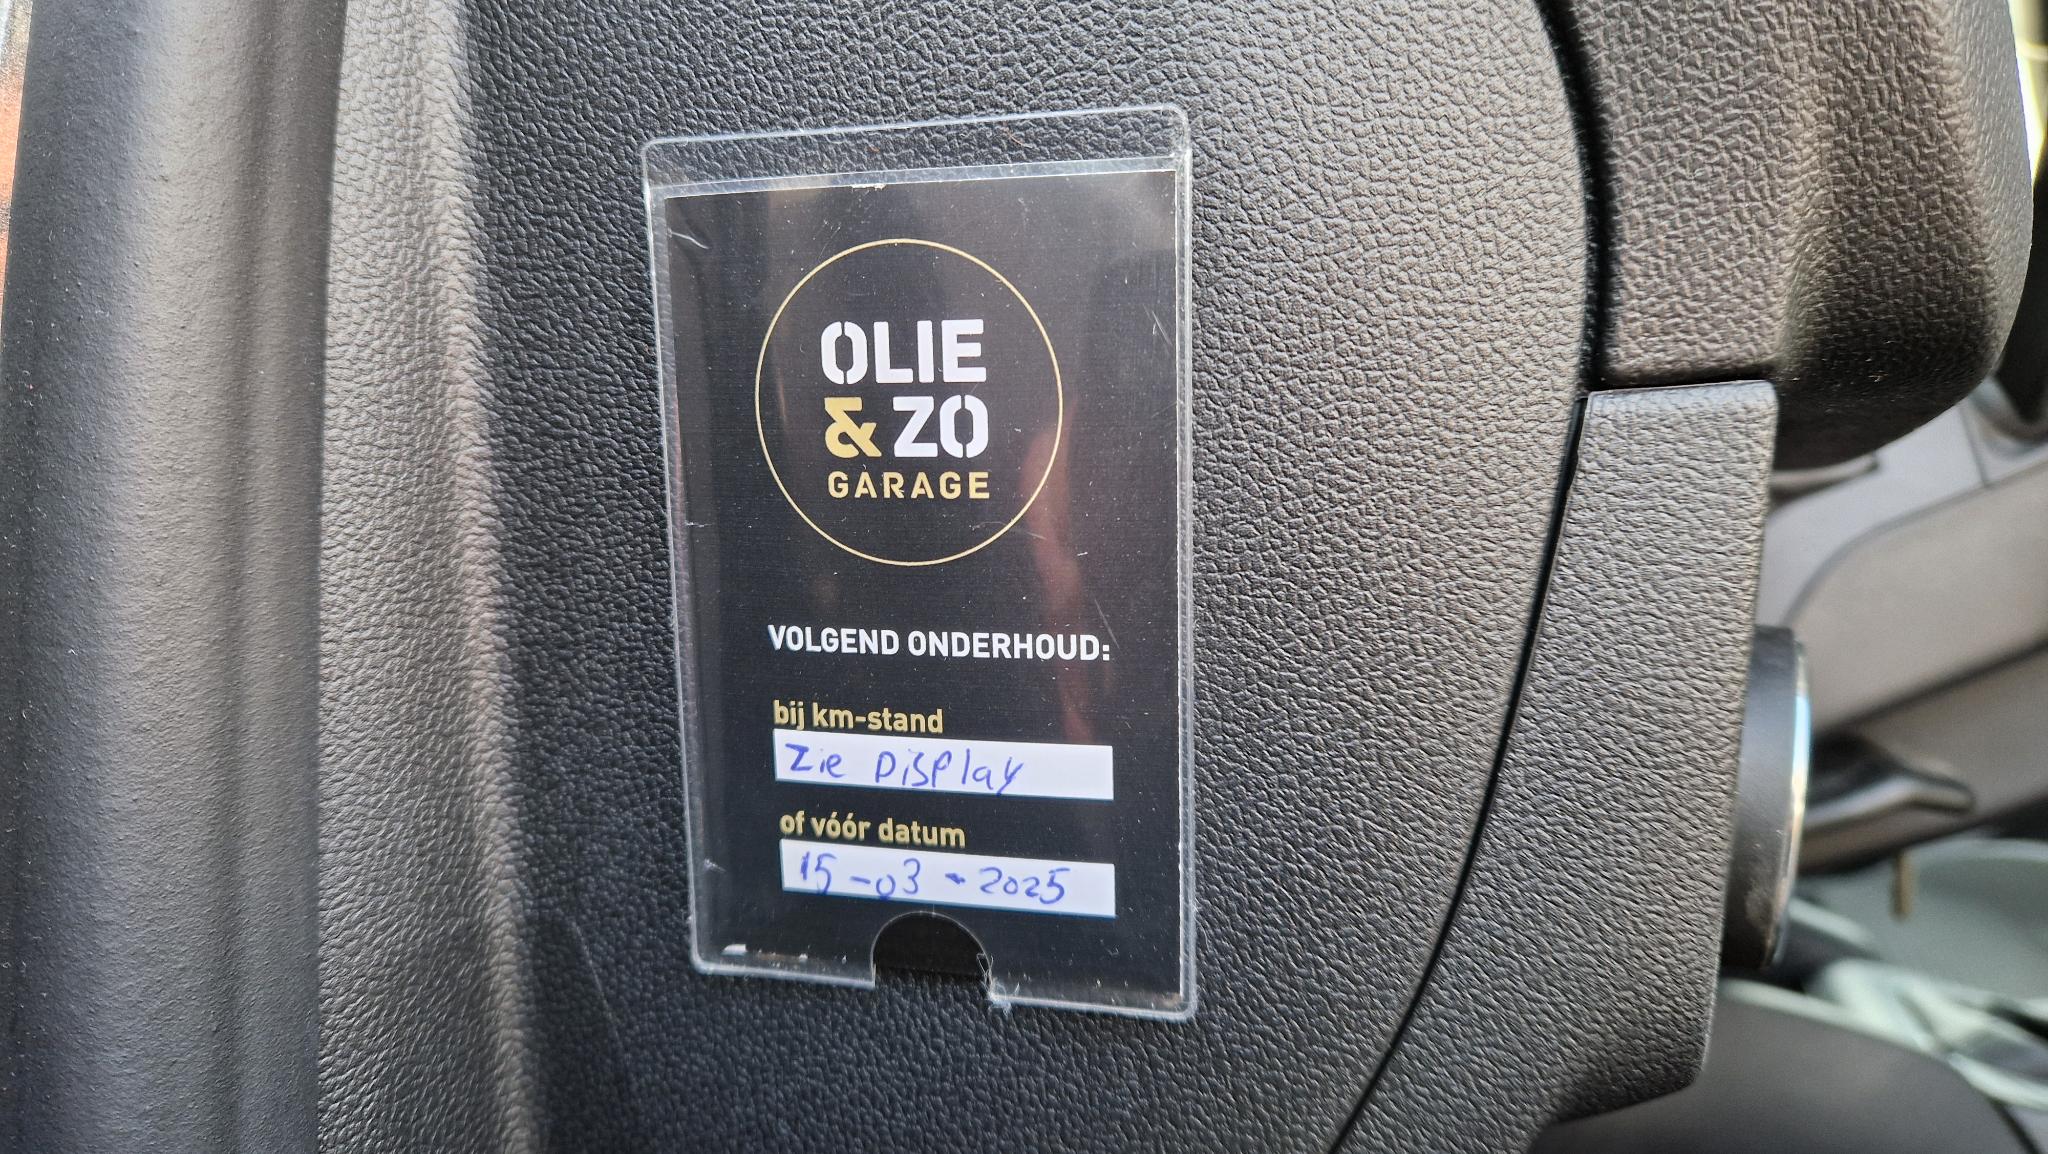 OLIE
& ZO
GARAGE
VOLGEND ONDERHOUD:
bij km-stand
Zie Display
of vóór datum
15-03-2025